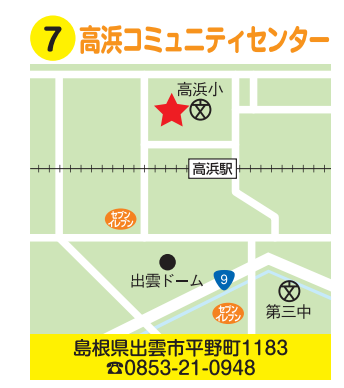 7 高浜コミュニティセンター
高浜小
文
高浜駅
セブン
イレブン
出雲ドーム
9
文
セブン
イレブン
第三中
島根県出雲市平野町1183
☎0853-21-0948